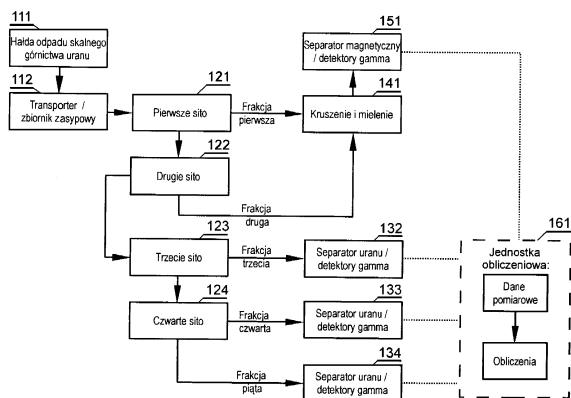 111
Hałda odpadu skalnego
górnictwa uranu
112
Transporter /
zbiornik zasypowy
121
Pierwsze sito
Frakcja
pierwsza
151
Separator magnetyczny
/ detektory gamma
141
Kruszenie i mielenie
122
Drugie sito
Frakcja
druga
123
Trzecie sito
Frakcja
trzecia
132
Separator uranu /
detektory gamma
124
Czwarte sito
Frakcja
czwarta
133
Separator uranu /
detektory gamma
Frakcja
piąta
134
Separator uranu /
detektory gamma
161
Jednostka
obliczeniowa:
Dane
pomiarowe
Obliczenia